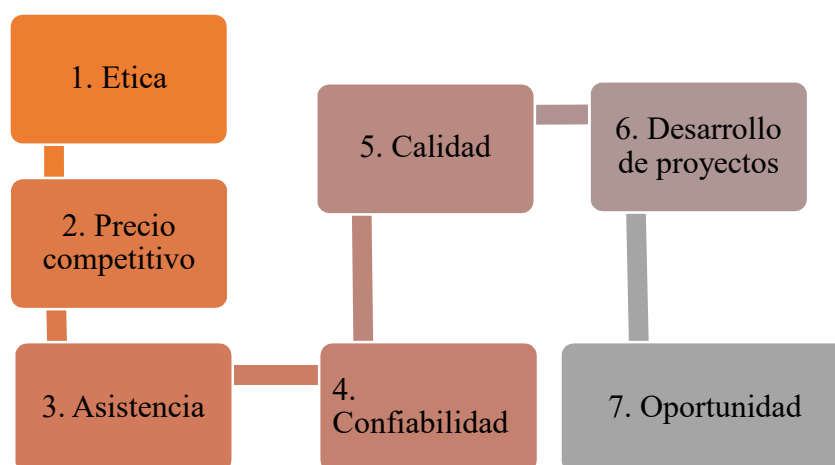 1. Etica
2. Precio
competitivo
3. Asistencia
4.
Confiabilidad
5. Calidad
6. Desarrollo
de proyectos
7. Oportunidad